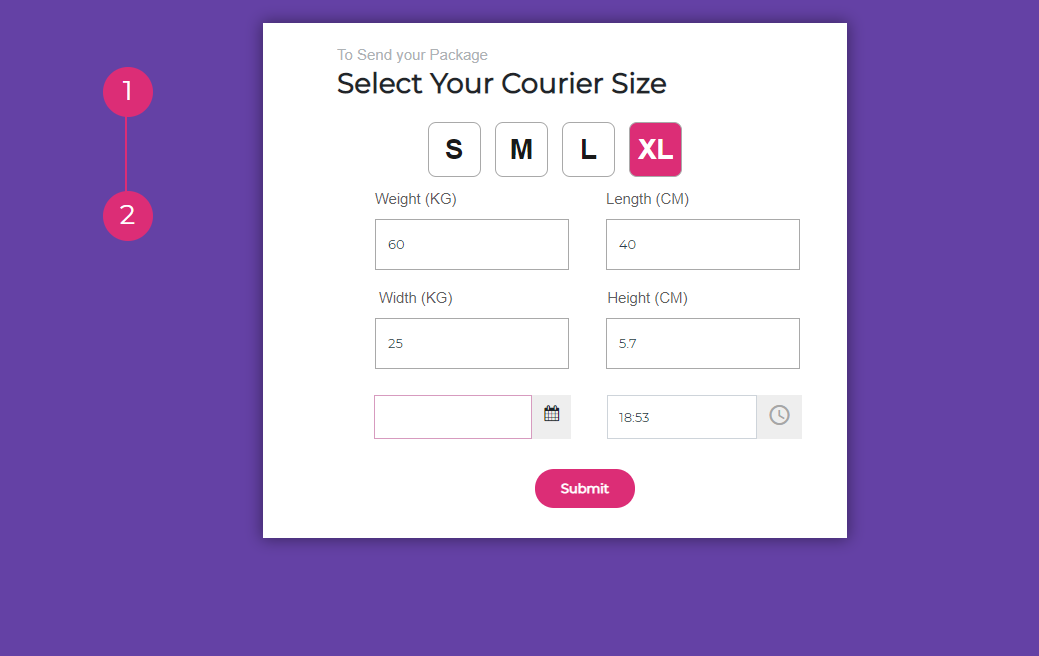 1
2
To Send your Package
Select Your Courier Size
S M L XL
Weight (KG) Length (CM)
60 40
Width (KG) Height (CM)
25 5.7
18:53
Submit